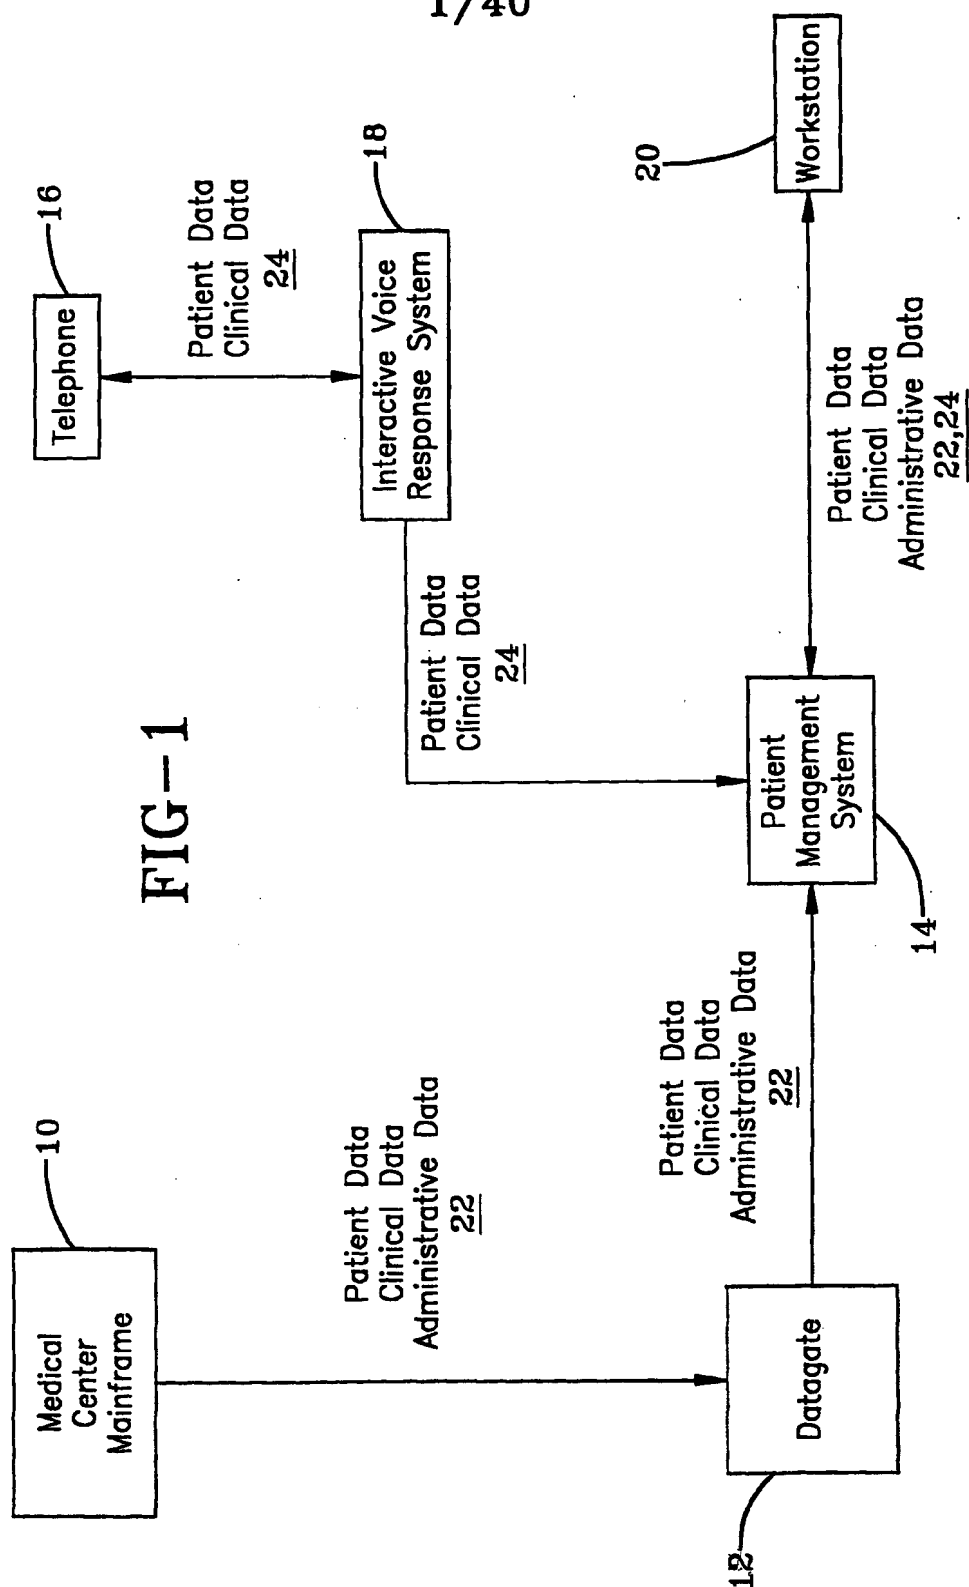 1/40
FIG-1
Medical
Center
Mainframe
10
Patient Data
Clinical Data
Administrative Data
22
Datagate
12
Patient Data
Clinical Data
Administrative Data
22
Patient
Management
System
14
Telephone
16
Patient Data
Clinical Data
24
Interactive Voice
Response System
18
Patient Data
Clinical Data
24
Patient Data
Clinical Data
Administrative Data
22,24
Workstation
20